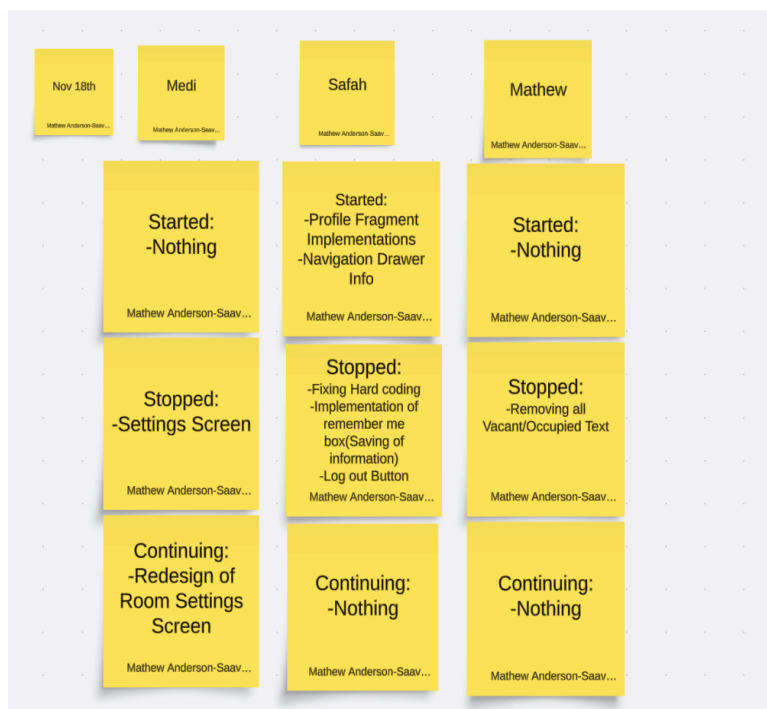 Nov 18th
Mathew Anderson-Saav...
Medi
Mathew Anderson-Saav...
Safah
Mathew Anderson-Saav...
Mathew
Mathew Anderson-Saav...
Started:
-Nothing
Mathew Anderson-Saav...
Started:
-Profile Fragment
Implementations
-Navigation Drawer
Info
Mathew Anderson-Saav...
Started:
-Nothing
Mathew Anderson-Saav...
Stopped:
-Settings Screen
Mathew Anderson-Saav...
Stopped:
-Fixing Hard coding
-Implementation of
remember me
box(Saving of
information)
-Log out Button
Mathew Anderson-Saav...
Stopped:
-Removing all
Vacant/Occupied Text
Mathew Anderson-Saav...
Continuing:
-Redesign of
Room Settings
Screen
Mathew Anderson-Saav...
Continuing:
-Nothing
Mathew Anderson-Saav...
Continuing:
-Nothing
Mathew Anderson-Saav...